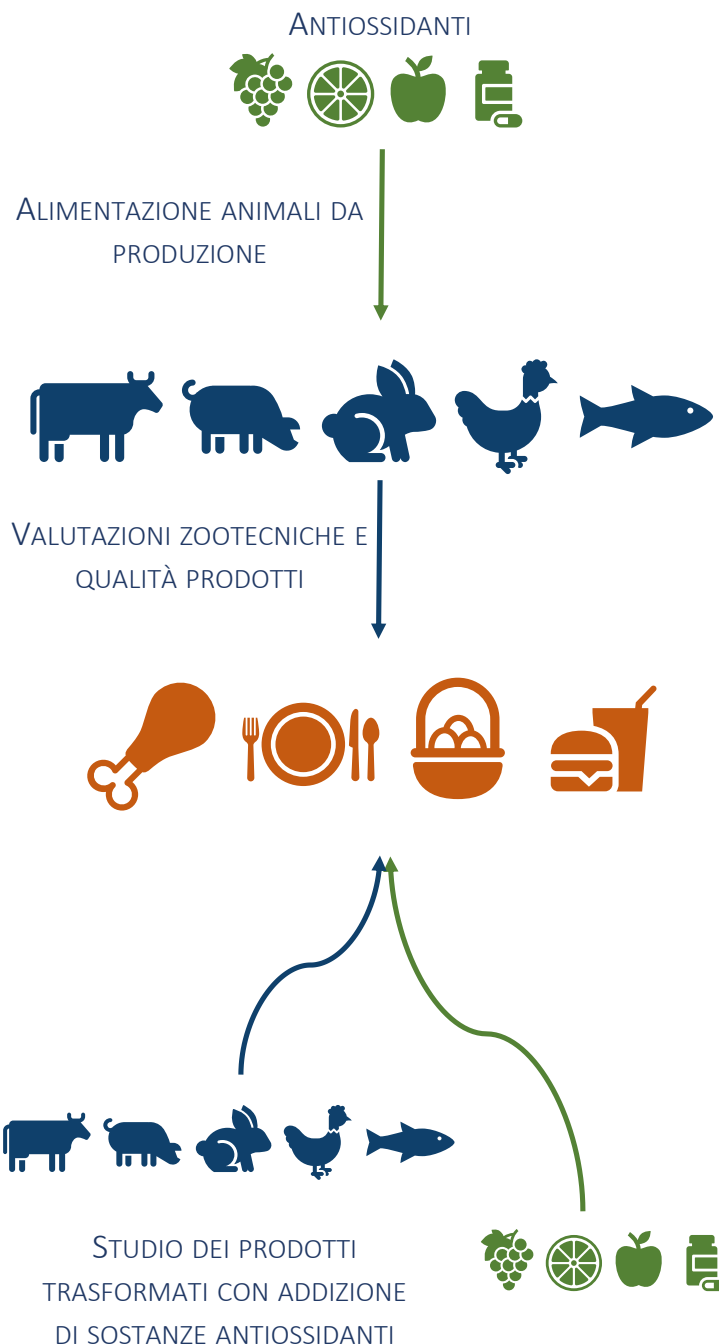 ANTIOSSIDANTI
ALIMENTAZIONE ANIMALI DA
PRODUZIONE
VALUTAZIONI ZOOTECNICHE E
QUALITÀ PRODOTTI
STUDIO DEI PRODOTTI
TRASFORMATI CON ADDIZIONE
DI SOSTANZE ANTIOSSIDANTI